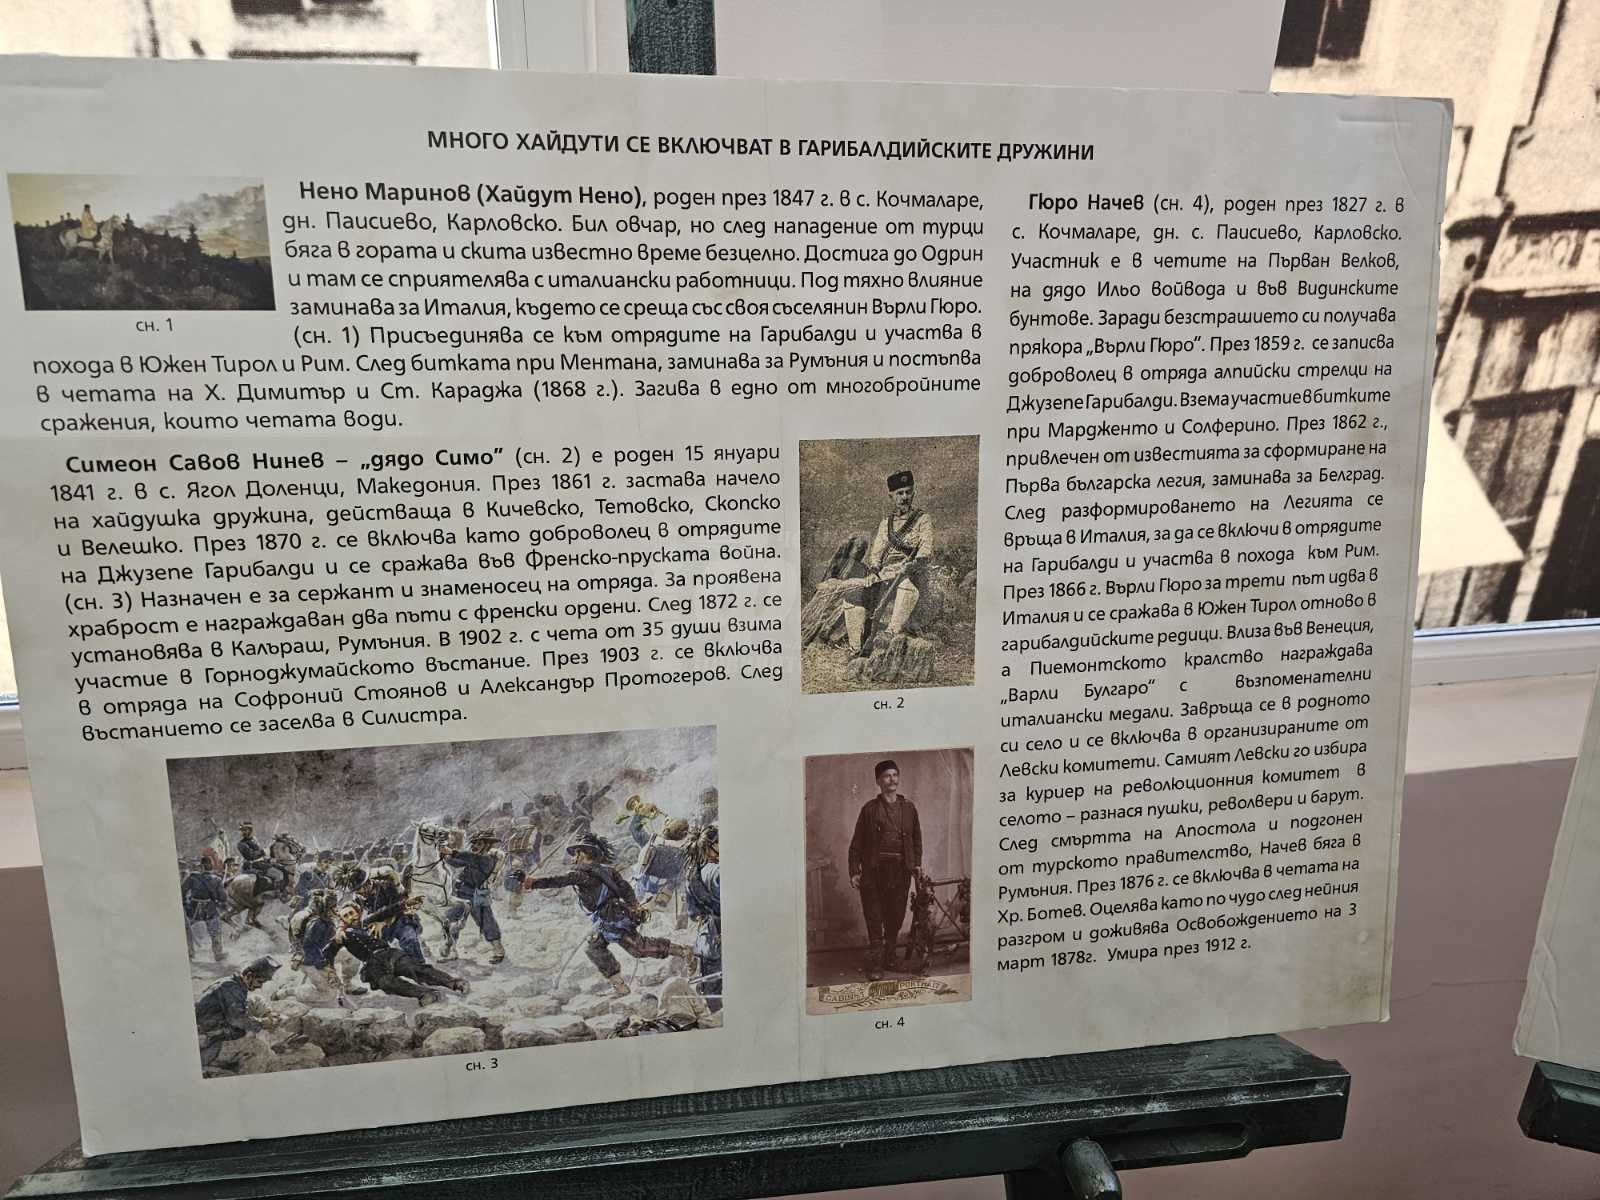 МНОГО ХАЙДУТИ СЕ ВКЛЮЧВАТ В ГАРИБАЛДИЙСКИТЕ ДРУЖИНИ
Нено Маринов (Хайдут Нено), роден през 1847 г. в с. Кочмаларе,
дн. Паисиево, Карловско. Бил овчар, но след нападение от турци
бяга в гората и скита известно време безцелно. Достига до Одрин
и там се сприятелява с италиански работници. Под тяхно влияние
заминава за Италия, където се среща със своя съселянин Върли Гюро.
(сн. 1) Присъединява се към отрядите на Гарибалди и участва в
похода в Южен Тирол и Рим. След битката при Ментана, заминава за Румъния и постъпва
в четата на Х. Димитър и Ст. Караджа (1868 г.). Загива в едно от многобройните
сражения, които четата води.
сн. 1
Симеон Савов Нинев – „дядо Симо” (сн. 2) е роден 15 януари
1841 г. в с. Ягол Доленци, Македония. През 1861 г. застава начело
на хайдушка дружина, действаща в Кичевско, Тетовско, Скопско
и Велешко. През 1870 г. се включва като доброволец в отрядите
на Джузепе Гарибалди и се сражава във Френско-пруската война.
(сн. 3) Назначен е за сержант и знаменосец на отряда. За проявена
храброст е награждаван два пъти с френски ордени. След 1872 г. се
установява в Калъраш, Румъния. В 1902 г. с чета от 35 души взима
участие в Горноджумайското въстание. През 1903 г. се включва
в отряда на Софроний Стоянов и Александър Протогеров. След
въстанието се заселва в Силистра.
сн. 2
сн. 3
Гюро Начев (сн. 4), роден през 1827 г. в
с. Кочмаларе, дн. с. Паисиево, Карловско.
Участник е в четите на Първан Велков,
на дядо Ильо войвода и във Видинските
бунтове. Заради безстрашието си получава
прякора „Върли Гюро“. През 1859 г. се записва
доброволец в отряда алпийски стрелци на
Джузепе Гарибалди. Взема участие в битките
при Мардженто и Солферино. През 1862 г.,
привлечен от известията за сформиране на
Първа българска легия, заминава за Белград.
След разформироването на Легията се
връща в Италия, за да се включи в отрядите
на Гарибалди и участва в похода към Рим.
През 1866 г. Върли Гюро за трети път идва в
Италия и се сражава в Южен Тирол отново в
гарибалдийските редици. Влиза във Венеция,
а Пиемонтското кралство награждава
„Варли Булгаро“ с възпоменателни
италиански медали. Завръща се в родното
си село и се включва в организираните от
Левски комитети. Самият Левски го избира
за куриер на революционния комитет в
селото – разнася пушки, револвери и барут.
След смъртта на Апостола и подгонен
от турското правителство, Начев бяга в
Румъния. През 1876 г. се включва в четата на
Хр. Ботев. Оцелява като по чудо след нейния
разгром и доживява Освобождението на 3
март 1878г. Умира през 1912 г.
CABINET PORTRAIT
сн. 4